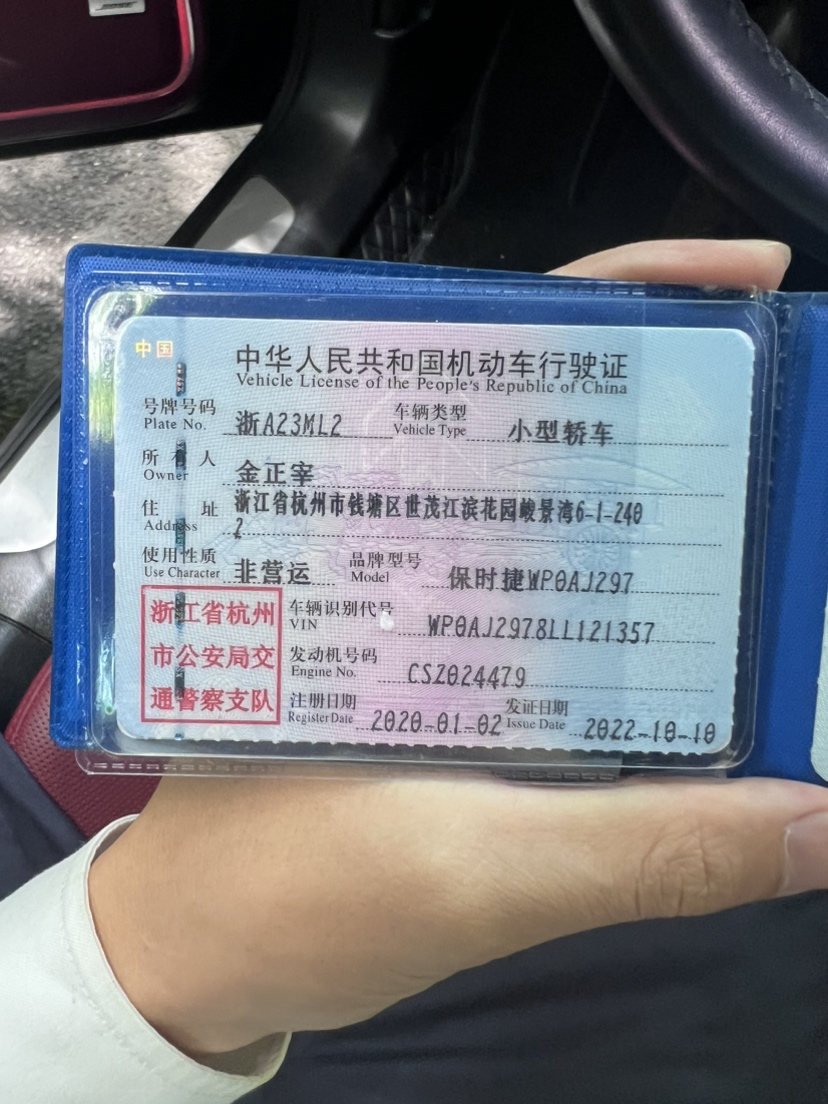 中国
中华人民共和国机动车行驶证
Vehicle License of the People's Republic of China
号牌号码 浙A23ML2 车辆类型 小型轿车
Plate No. Vehicle Type
所有人 金正宰
Owner
住址 浙江省杭州市钱塘区世茂江滨花园峻景湾6-1-240
Address 2
使用性质 非营运 品牌型号 保时捷WP0AJ297
Use Character Model
浙江省杭州
市公安局交
通警察支队
车辆识别代号 WP0AJ2978LL121357
VIN
发动机号码 CSZ024479
Engine No.
注册日期 2020-01-02 发证日期 2022-10-10
Register Date Issue Date